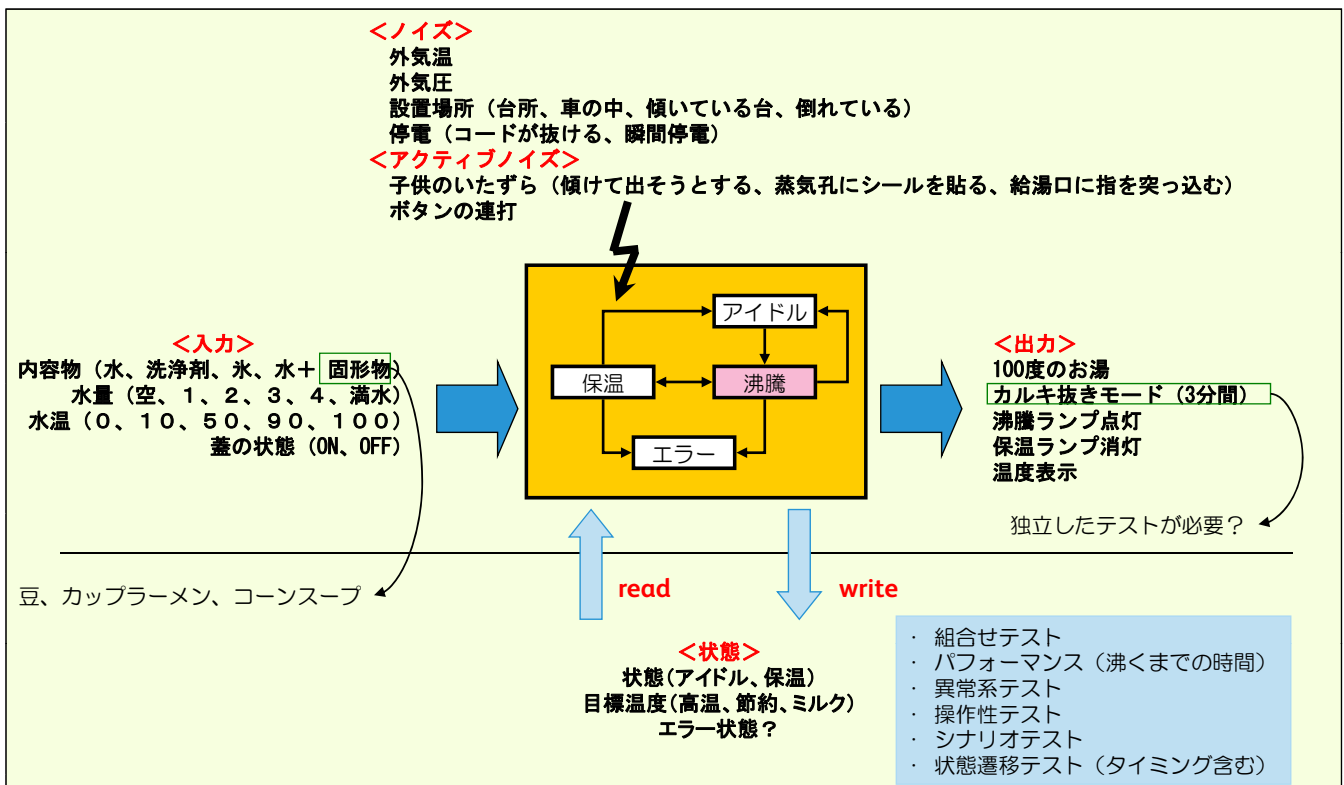 <ノイズ>
外気温
外気圧
設置場所（台所、車の中、傾いている台、倒れている）
停電（コードが抜ける、瞬間停電）
<アクティブノイズ>
子供のいたずら（傾けて出そうとする、蒸気孔にシールを貼る、給湯口に指を突っ込む）
ボタンの連打
<入力>
内容物（水、洗浄剤、氷、水＋ 固形物）
水量（空、１、２、３、４、満水）
水温（０、１０、５０、９０、１００）
蓋の状態（ON、OFF）
アイドル
保温
沸騰
エラー
<出力>
100度のお湯
カルキ抜きモード（3分間）
沸騰ランプ点灯
保温ランプ消灯
温度表示
独立したテストが必要？
豆、カップラーメン、コーンスープ
read
write
<状態>
状態(アイドル、保温)
目標温度(高温、節約、ミルク)
エラー状態？
・ 組合せテスト
・ パフォーマンス（沸くまでの時間）
・ 異常系テスト
・ 操作性テスト
・ シナリオテスト
・ 状態遷移テスト（タイミング含む）